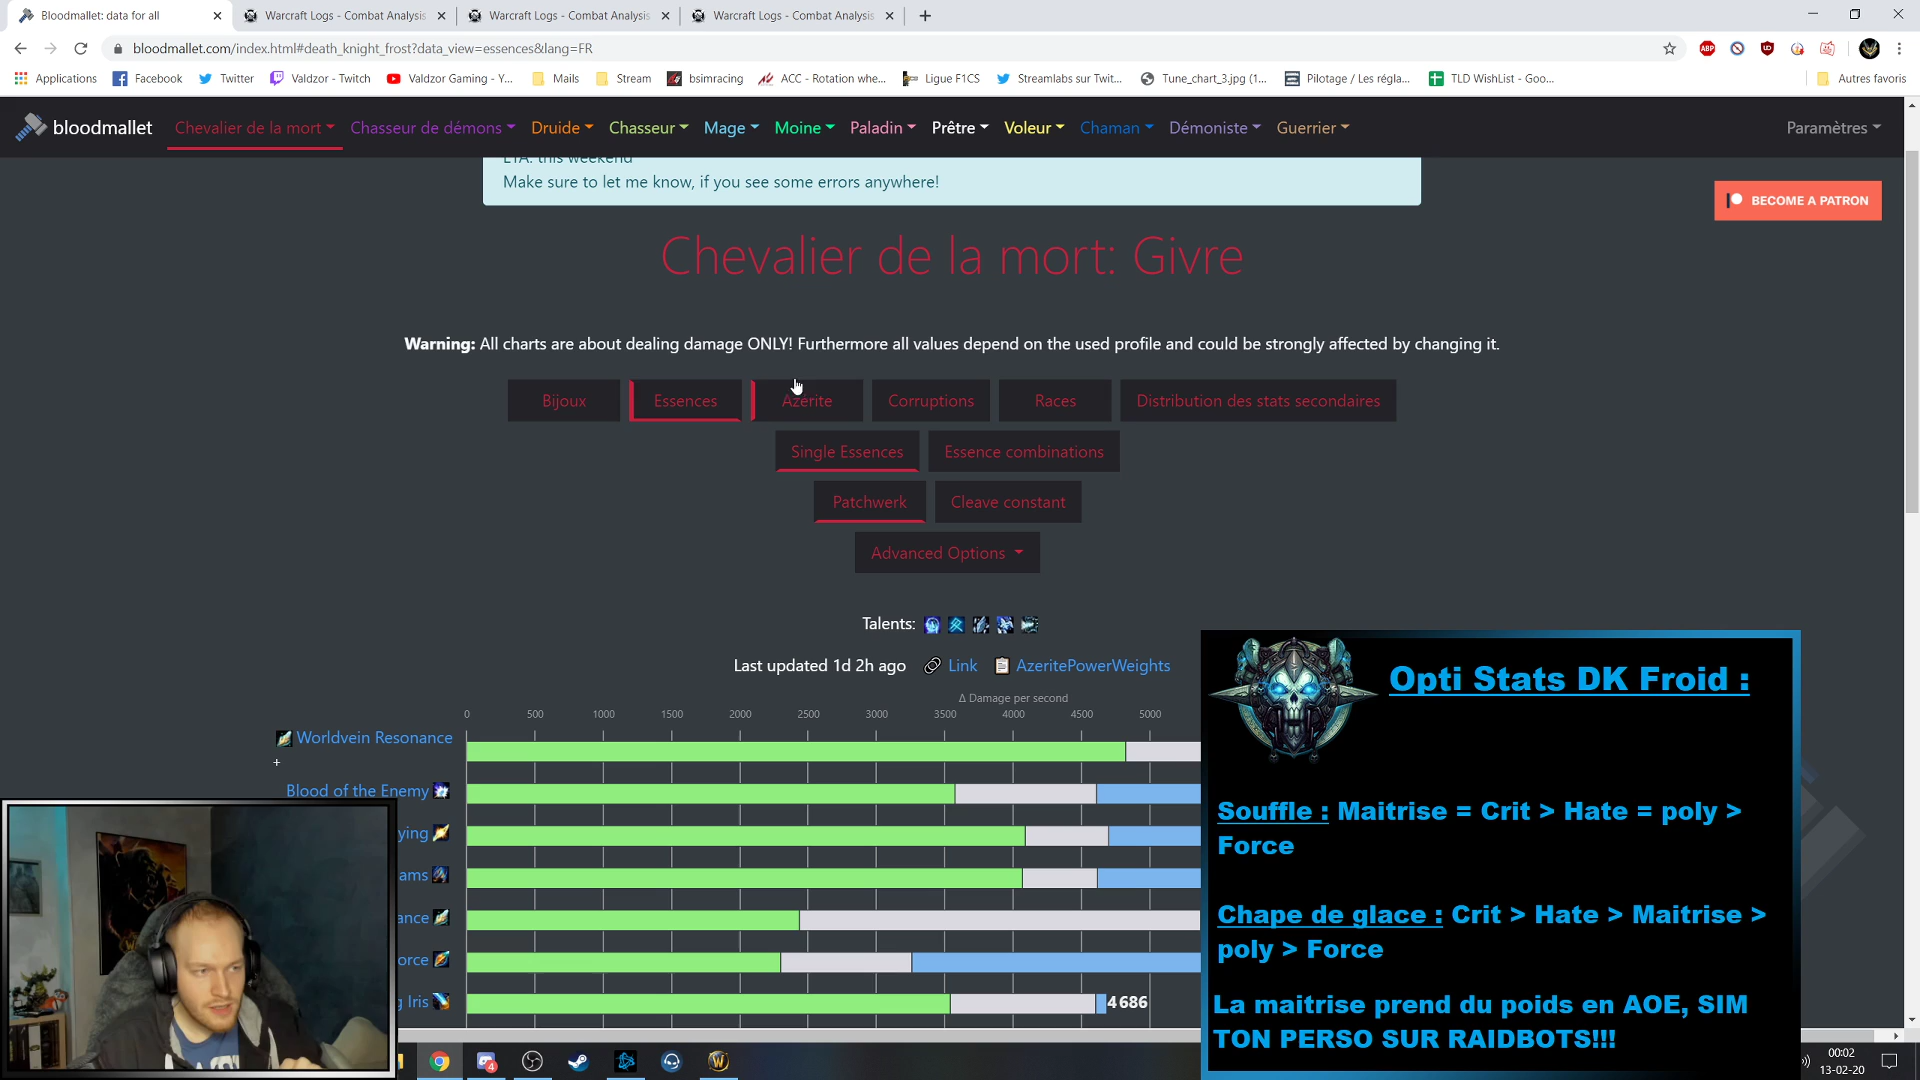 Bloodmallet: data for all
Warcraft Logs - Combat Analysis
Warcraft Logs - Combat Analysis
Warcraft Logs - Combat Analysis
bloodmallet.com/index.html#death_knight_frost?data_view=essences&lang=FR
ABP
Applications
Facebook
Twitter
Valdzor - Twitch
Valdzor Gaming - Y...
Mails
Stream
bsimracing
ACC - Rotation whe...
Ligue F1CS
Streamlabs sur Twit...
Tune_chart_3.jpg (1...
Pilotage / Les régla...
TLD WishList - Goo...
Autres favoris
bloodmallet
Chevalier de la mort
Chasseur de démons
Druide
Chasseur
Mage
Moine
Paladin
Prêtre
Voleur
Chaman
Démoniste
Guerrier
Paramètres
ETA: this weekend
Make sure to let me know, if you see some errors anywhere!
BECOME A PATRON
Chevalier de la mort: Givre
Warning: All charts are about dealing damage ONLY! Furthermore all values depend on the used profile and could be strongly affected by changing it.
Bijoux
Essences
Azerite
Corruptions
Races
Distribution des stats secondaires
Single Essences
Essence combinations
Patchwerk
Cleave constant
Advanced Options
Talents:
Last updated 1d 2h ago
Link
AzeritePowerWeights
Δ Damage per second
0 500 1000 1500 2000 2500 3000 3500 4000 4500 5000
Worldvein Resonance
+
Blood of the Enemy
ying
ams
ance
orce
g Iris
4 686
Opti Stats DK Froid :
Souffle : Maitrise = Crit > Hate = poly >
Force
Chape de glace : Crit > Hate > Maitrise >
poly > Force
La maitrise prend du poids en AOE, SIM
TON PERSO SUR RAIDBOTS!!!
00:02
13-02-20